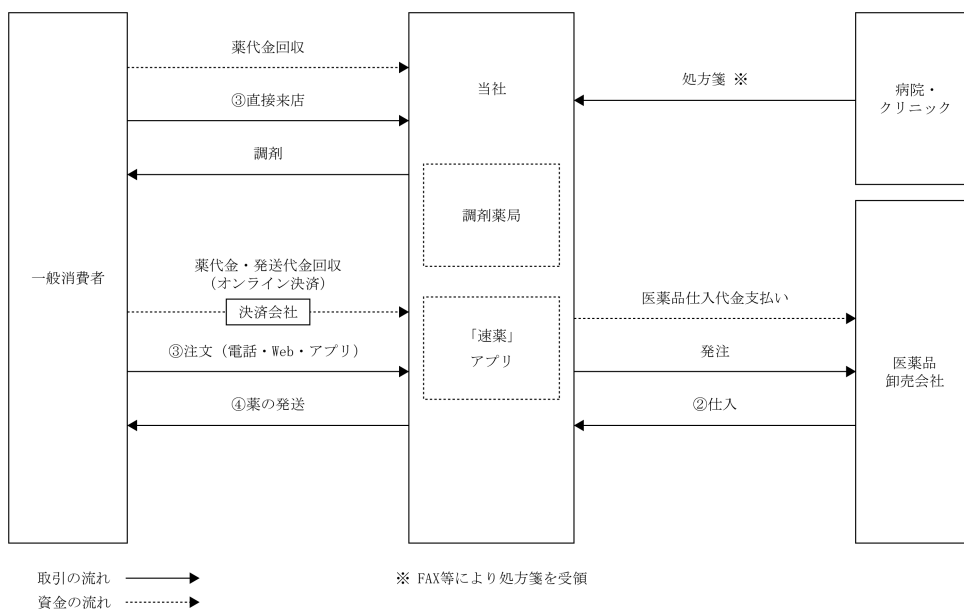 薬代金回収
③直接来店
調剤
一般消費者
薬代金・発送代金回収
(オンライン決済)
決済会社
③注文(電話・Web・アプリ)
④薬の発送
当社
調剤薬局
「速薬」
アプリ
処方箋 ※
病院・
クリニック
医薬品仕入代金支払い
発注
②仕入
医薬品
卸売会社
取引の流れ
資金の流れ
※ FAX等により処方箋を受領